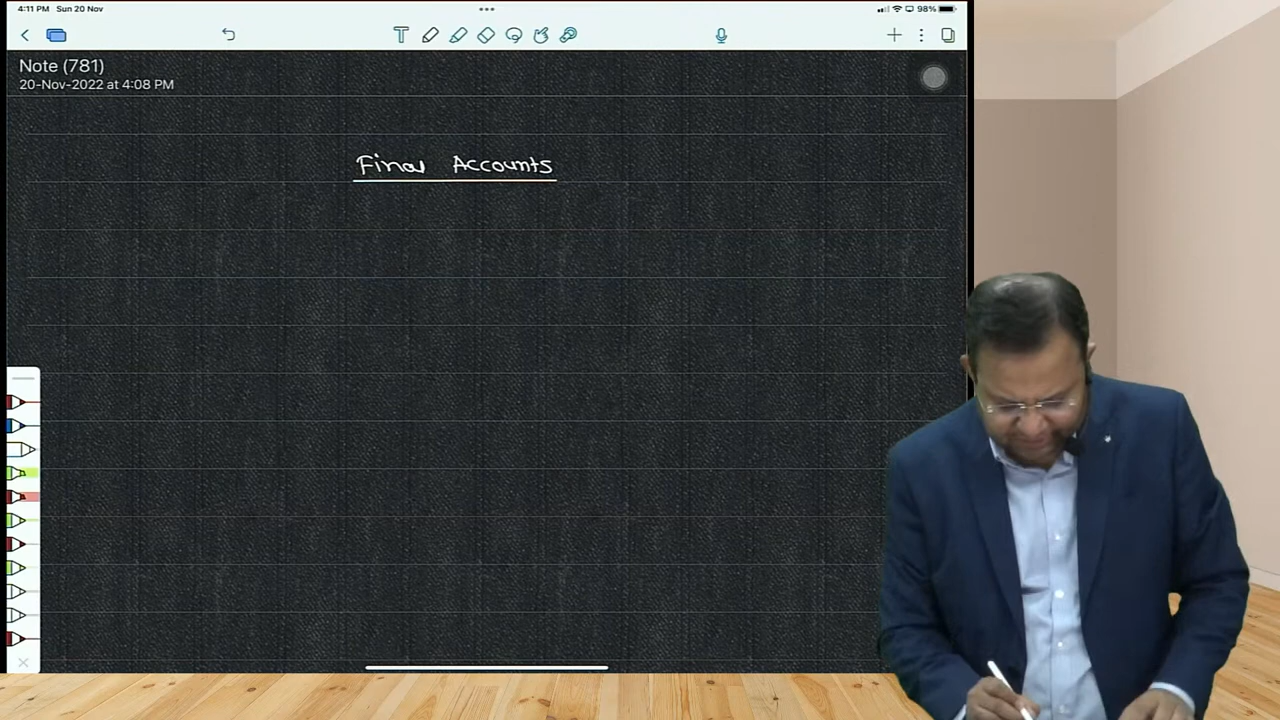 4:11 PM Sun 20 Nov
98%
Note (781)
20-Nov-2022 at 4:08 PM
Final Accounts